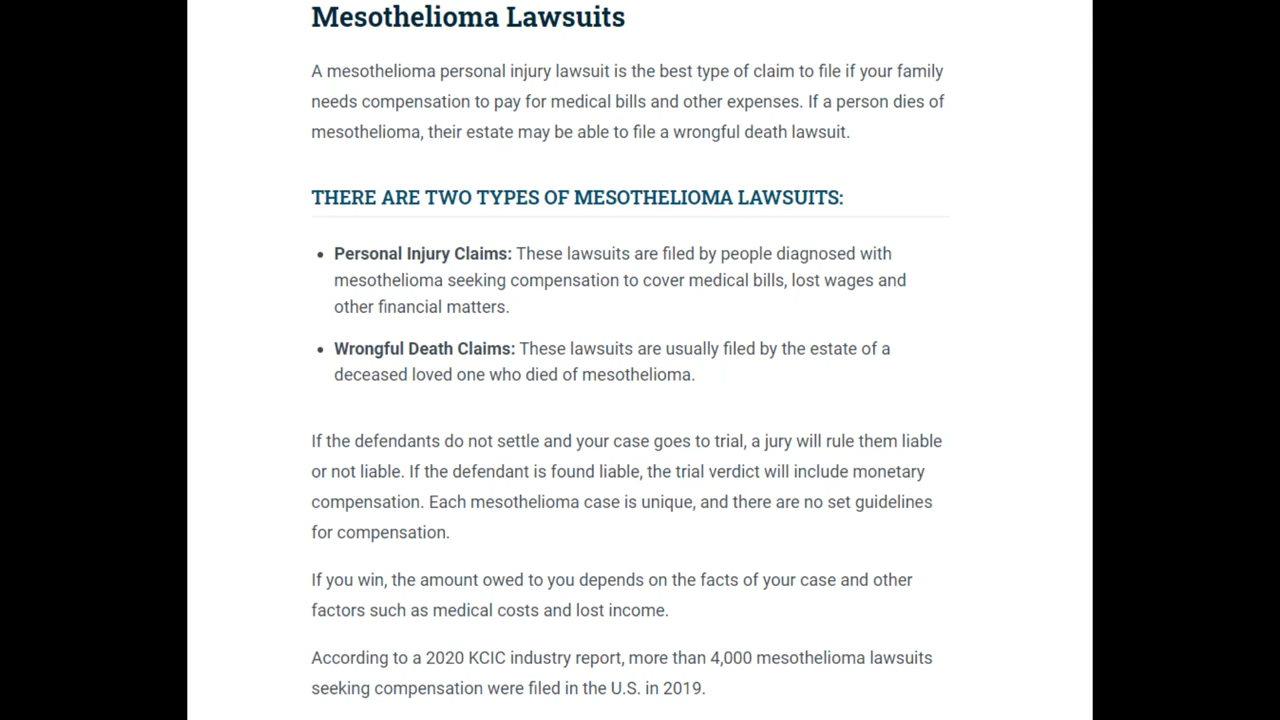 Mesothelioma Lawsuits
A mesothelioma personal injury lawsuit is the best type of claim to file if your family
needs compensation to pay for medical bills and other expenses. If a person dies of
mesothelioma, their estate may be able to file a wrongful death lawsuit.
THERE ARE TWO TYPES OF MESOTHELIOMA LAWSUITS:
• Personal Injury Claims: These lawsuits are filed by people diagnosed with
mesothelioma seeking compensation to cover medical bills, lost wages and
other financial matters.
• Wrongful Death Claims: These lawsuits are usually filed by the estate of a
deceased loved one who died of mesothelioma.
If the defendants do not settle and your case goes to trial, a jury will rule them liable
or not liable. If the defendant is found liable, the trial verdict will include monetary
compensation. Each mesothelioma case is unique, and there are no set guidelines
for compensation.
If you win, the amount owed to you depends on the facts of your case and other
factors such as medical costs and lost income.
According to a 2020 KCIC industry report, more than 4,000 mesothelioma lawsuits
seeking compensation were filed in the U.S. in 2019.